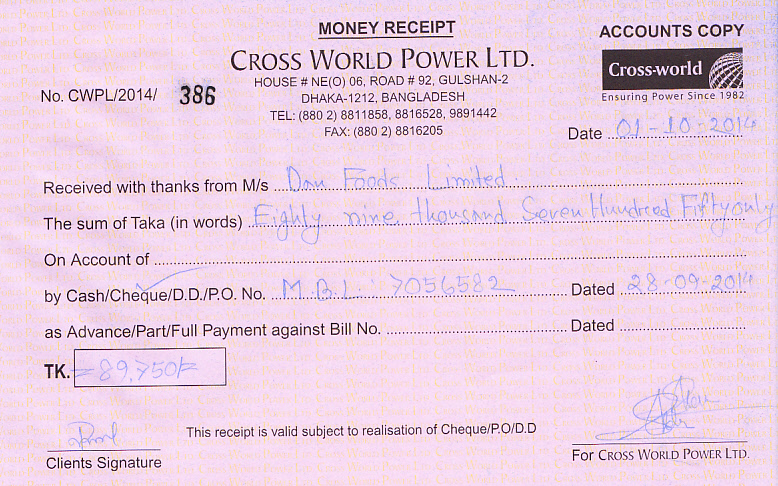 MONEY RECEIPT
ACCOUNTS COPY
CROSS WORLD POWER LTD.
Cross-world
Ensuring Power Since 1982
HOUSE # NE(O) 06, ROAD # 92, GULSHAN-2
DHAKA-1212, BANGLADESH
TEL: (880 2) 8811858, 8816528, 9891442
FAX: (880 2) 8816205
No. CWPL/2014/ 386
Date 01-10-2014
Received with thanks from M/s Dan Foods Limited.
The sum of Taka (in words) Eighty nine thousand Seven Hundred Fifty only
On Account of
by Cash/Cheque/D.D./P.O. No. M.B.L. 7056582 Dated 28-09-2014
as Advance/Part/Full Payment against Bill No. Dated
TK. =89,750/=
This receipt is valid subject to realisation of Cheque/P.O/D.D
Clients Signature
For CROSS WORLD POWER LTD.